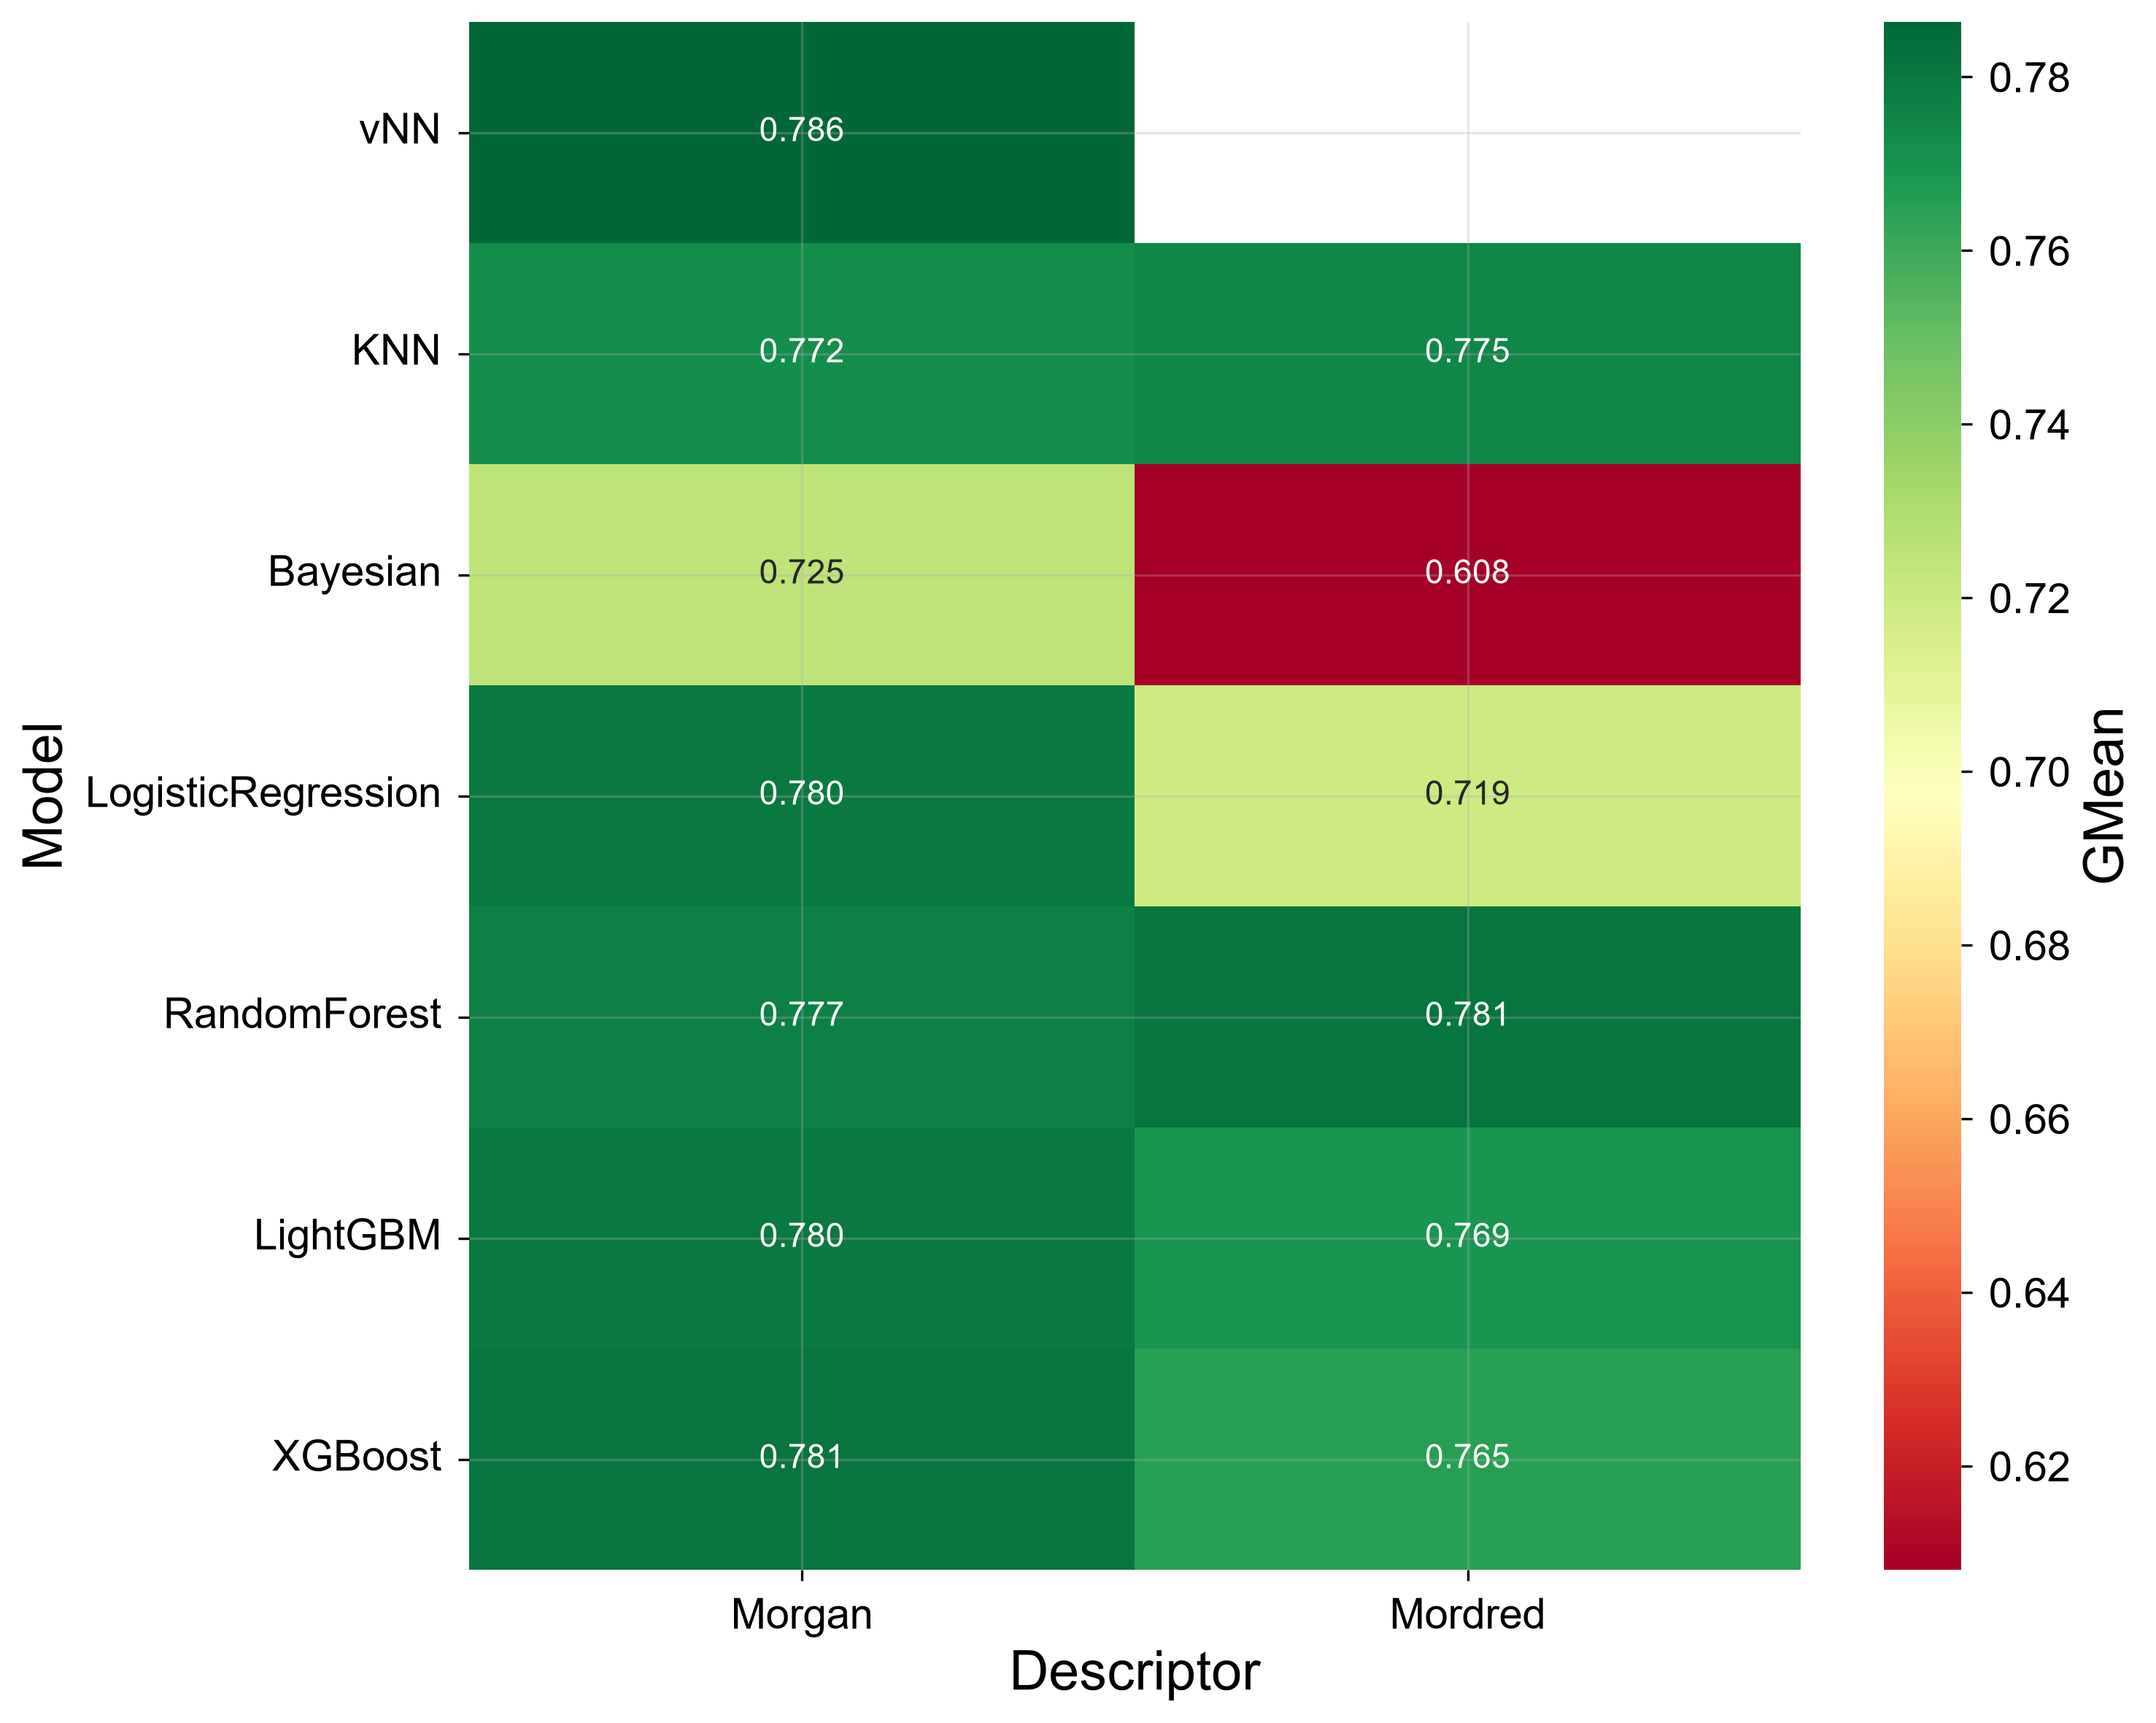 vNN
0.786
KNN
0.772
0.775
Bayesian
0.725
0.608
LogisticRegression
0.780
0.719
RandomForest
0.777
0.781
LightGBM
0.780
0.769
XGBoost
0.781
0.765
Morgan
Mordred
Descriptor
Model
0.78
0.76
0.74
0.72
0.70
0.68
0.66
0.64
0.62
GMean